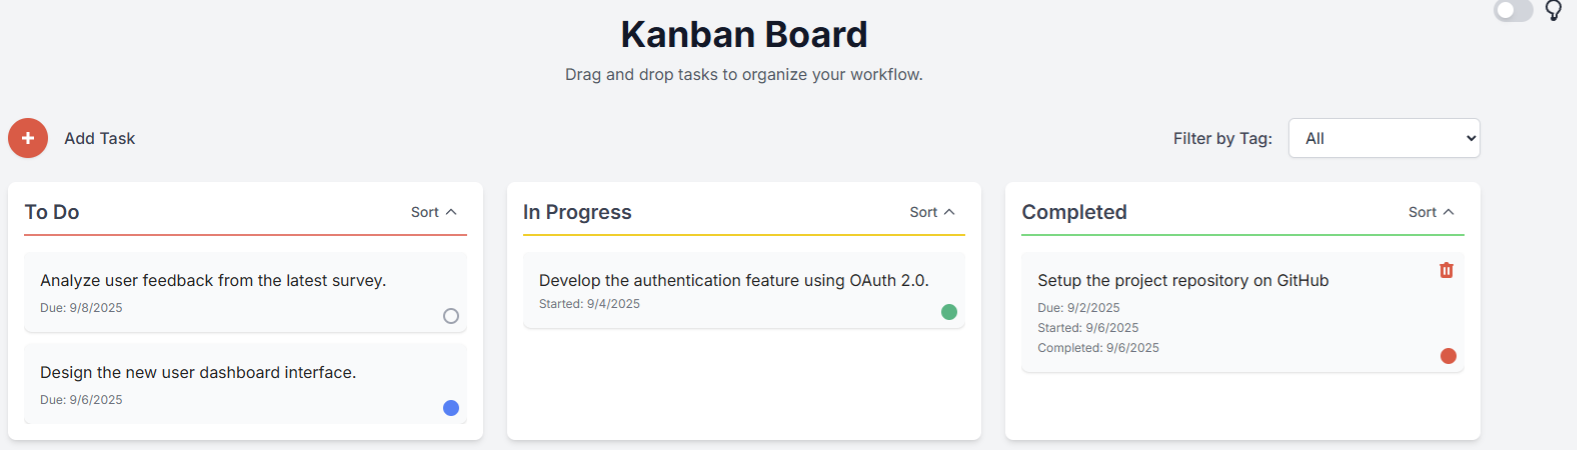 Kanban Board
Drag and drop tasks to organize your workflow.
Add Task
Filter by Tag: All
To Do Sort
Analyze user feedback from the latest survey.
Due: 9/8/2025
Design the new user dashboard interface.
Due: 9/6/2025
In Progress Sort
Develop the authentication feature using OAuth 2.0.
Started: 9/4/2025
Completed Sort
Setup the project repository on GitHub
Due: 9/2/2025
Started: 9/6/2025
Completed: 9/6/2025